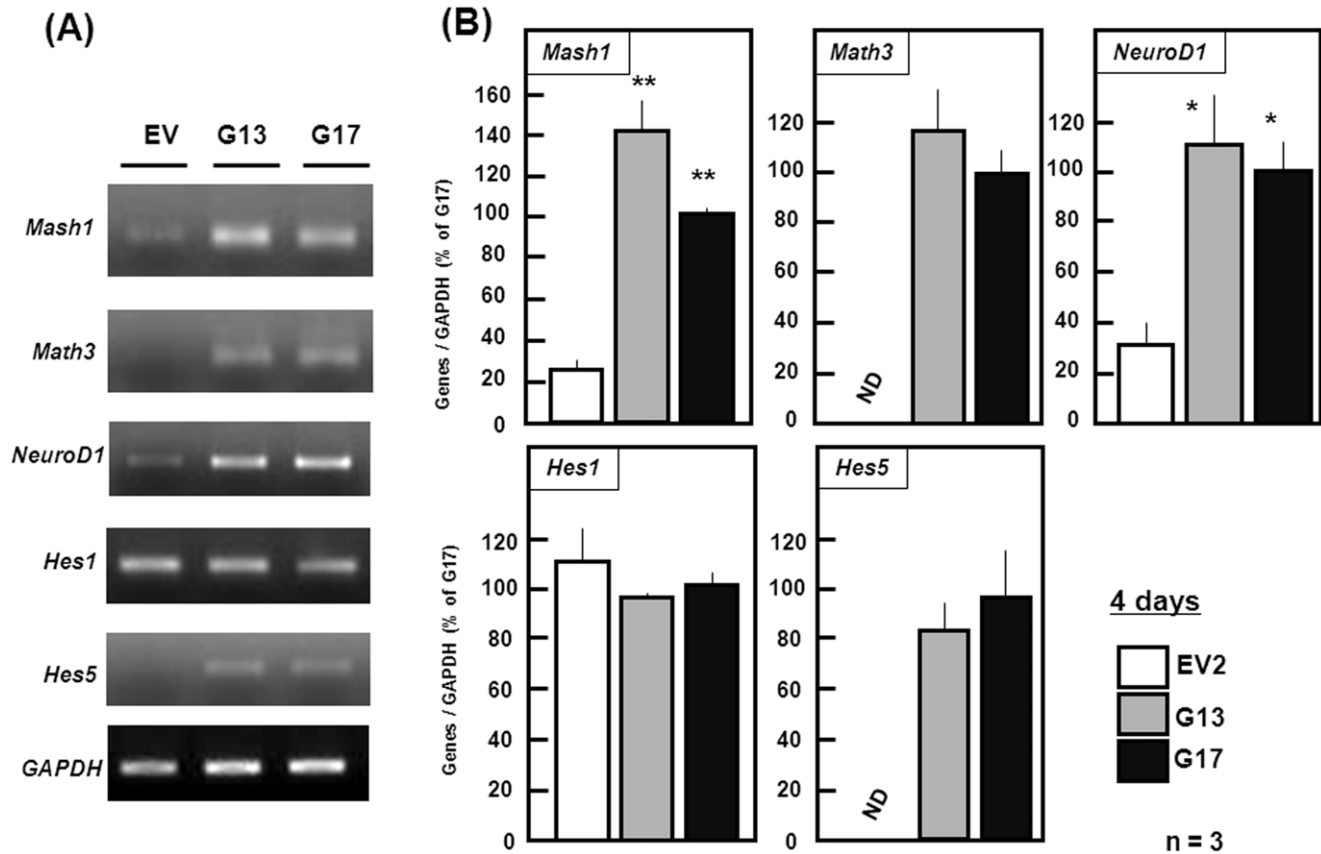 (A)
EV G13 G17
Mash1
Math3
NeuroD1
Hes1
Hes5
GAPDH
(B)
Genes / GAPDH (% of G17)
Mash1
160
140
120
100
80
60
40
20
0
**
**
Math3
120
100
80
60
40
20
0
ND
NeuroD1
120
100
80
60
40
20
0
*
*
Genes / GAPDH (% of G17)
Hes1
120
100
80
60
40
20
0
Hes5
120
100
80
60
40
20
0
ND
4 days
EV2
G13
G17
n = 3